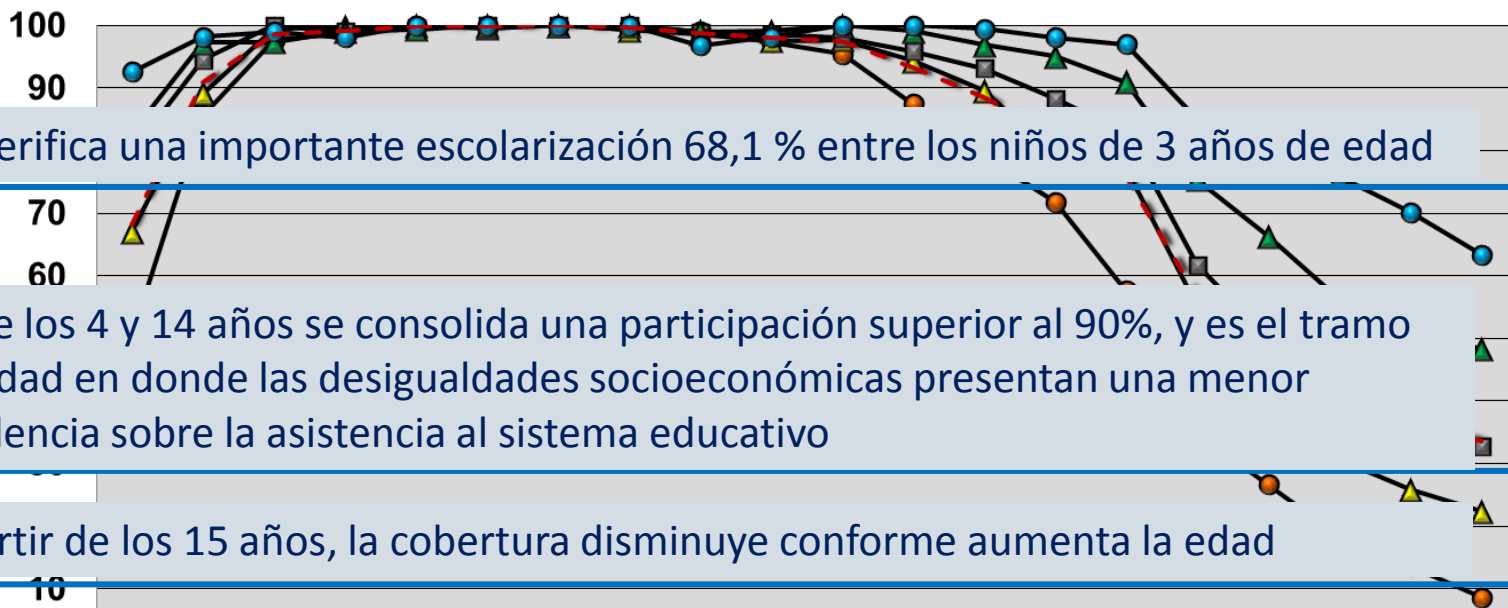 100
90
erifica una importante escolarización 68,1 % entre los niños de 3 años de edad
70
60
e los 4 y 14 años se consolida una participación superior al 90%, y es el tramo
dad en donde las desigualdades socioeconómicas presentan una menor
dencia sobre la asistencia al sistema educativo
rtir de los 15 años, la cobertura disminuye conforme aumenta la edad
10